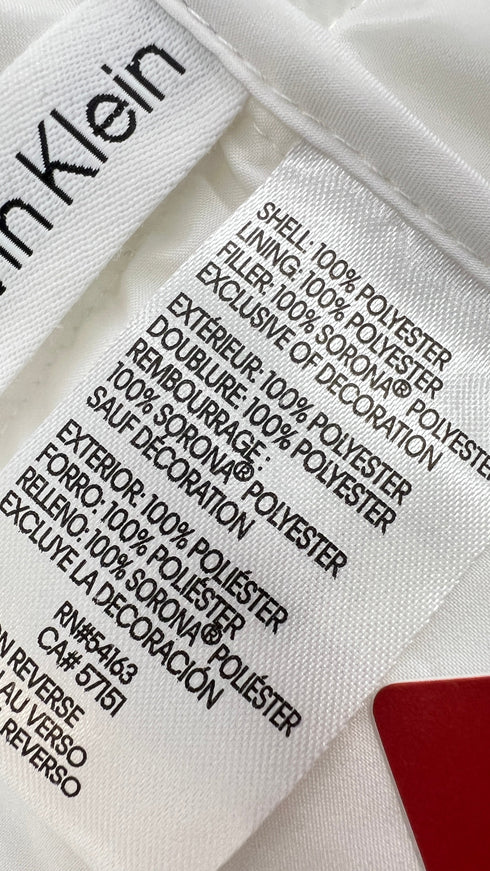 Klein
SHELL: 100% POLYESTER
LINING: 100% POLYESTER
FILLER: 100% SORONA® POLYESTER
EXCLUSIVE OF DECORATION
EXTÉRIEUR: 100% POLYESTER
DOUBLURE: 100% POLYESTER
REMBOURRAGE :
100% SORONA® POLYESTER
SAUF DÉCORATION
EXTERIOR: 100% POLIÉSTER
FORRO: 100% POLIÉSTER
RELLENO: 100% SORONA® POLIÉSTER
EXCLUYE LA DECORACIÓN
RN#54163
CA# 57151
REVERSE
AU VERSO
REVERSO